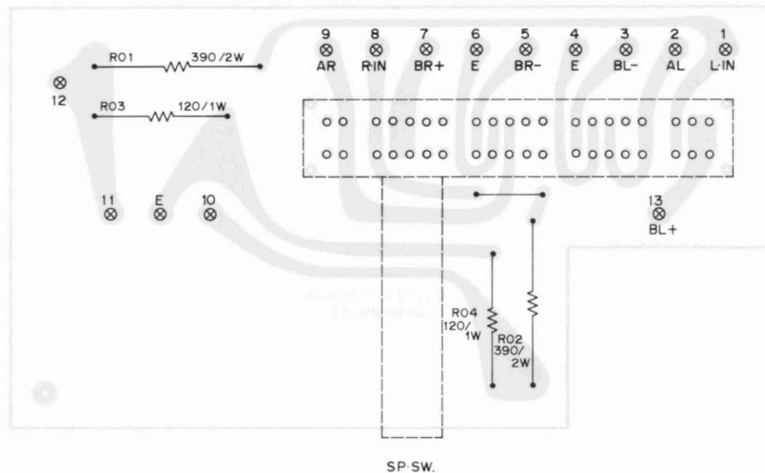 9 8 7 6 5 4 3 2 1
AR R·IN BR+ E BR- E BL- AL L·IN
R01 390/2W
12
R03 120/1W
11 E 10
13
BL+
R04
120/
1W
R02
390/
2W
SP·SW.